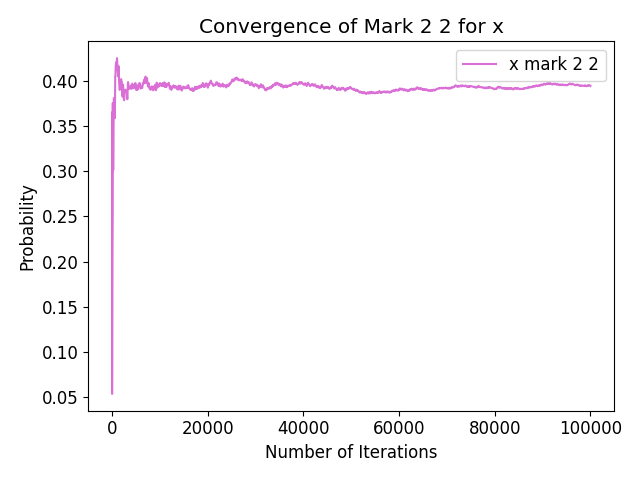 Convergence of Mark 2 2 for x
x mark 2 2
Probability
0.40
0.35
0.30
0.25
0.20
0.15
0.10
0.05
0 20000 40000 60000 80000 100000
Number of Iterations